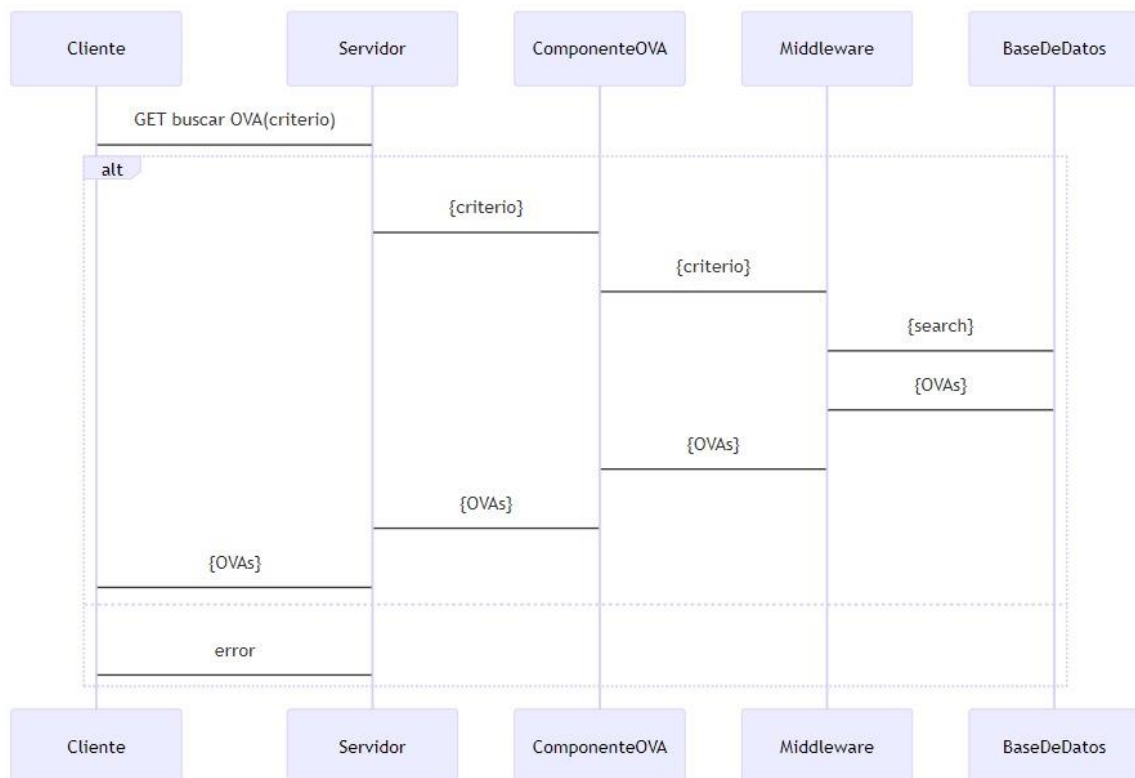 Cliente
Servidor
ComponenteOVA
Middleware
BaseDeDatos
GET buscar OVA(criterio)
alt
{criterio}
{criterio}
{search}
{OVAs}
{OVAs}
{OVAs}
{OVAs}
error
Cliente
Servidor
ComponenteOVA
Middleware
BaseDeDatos